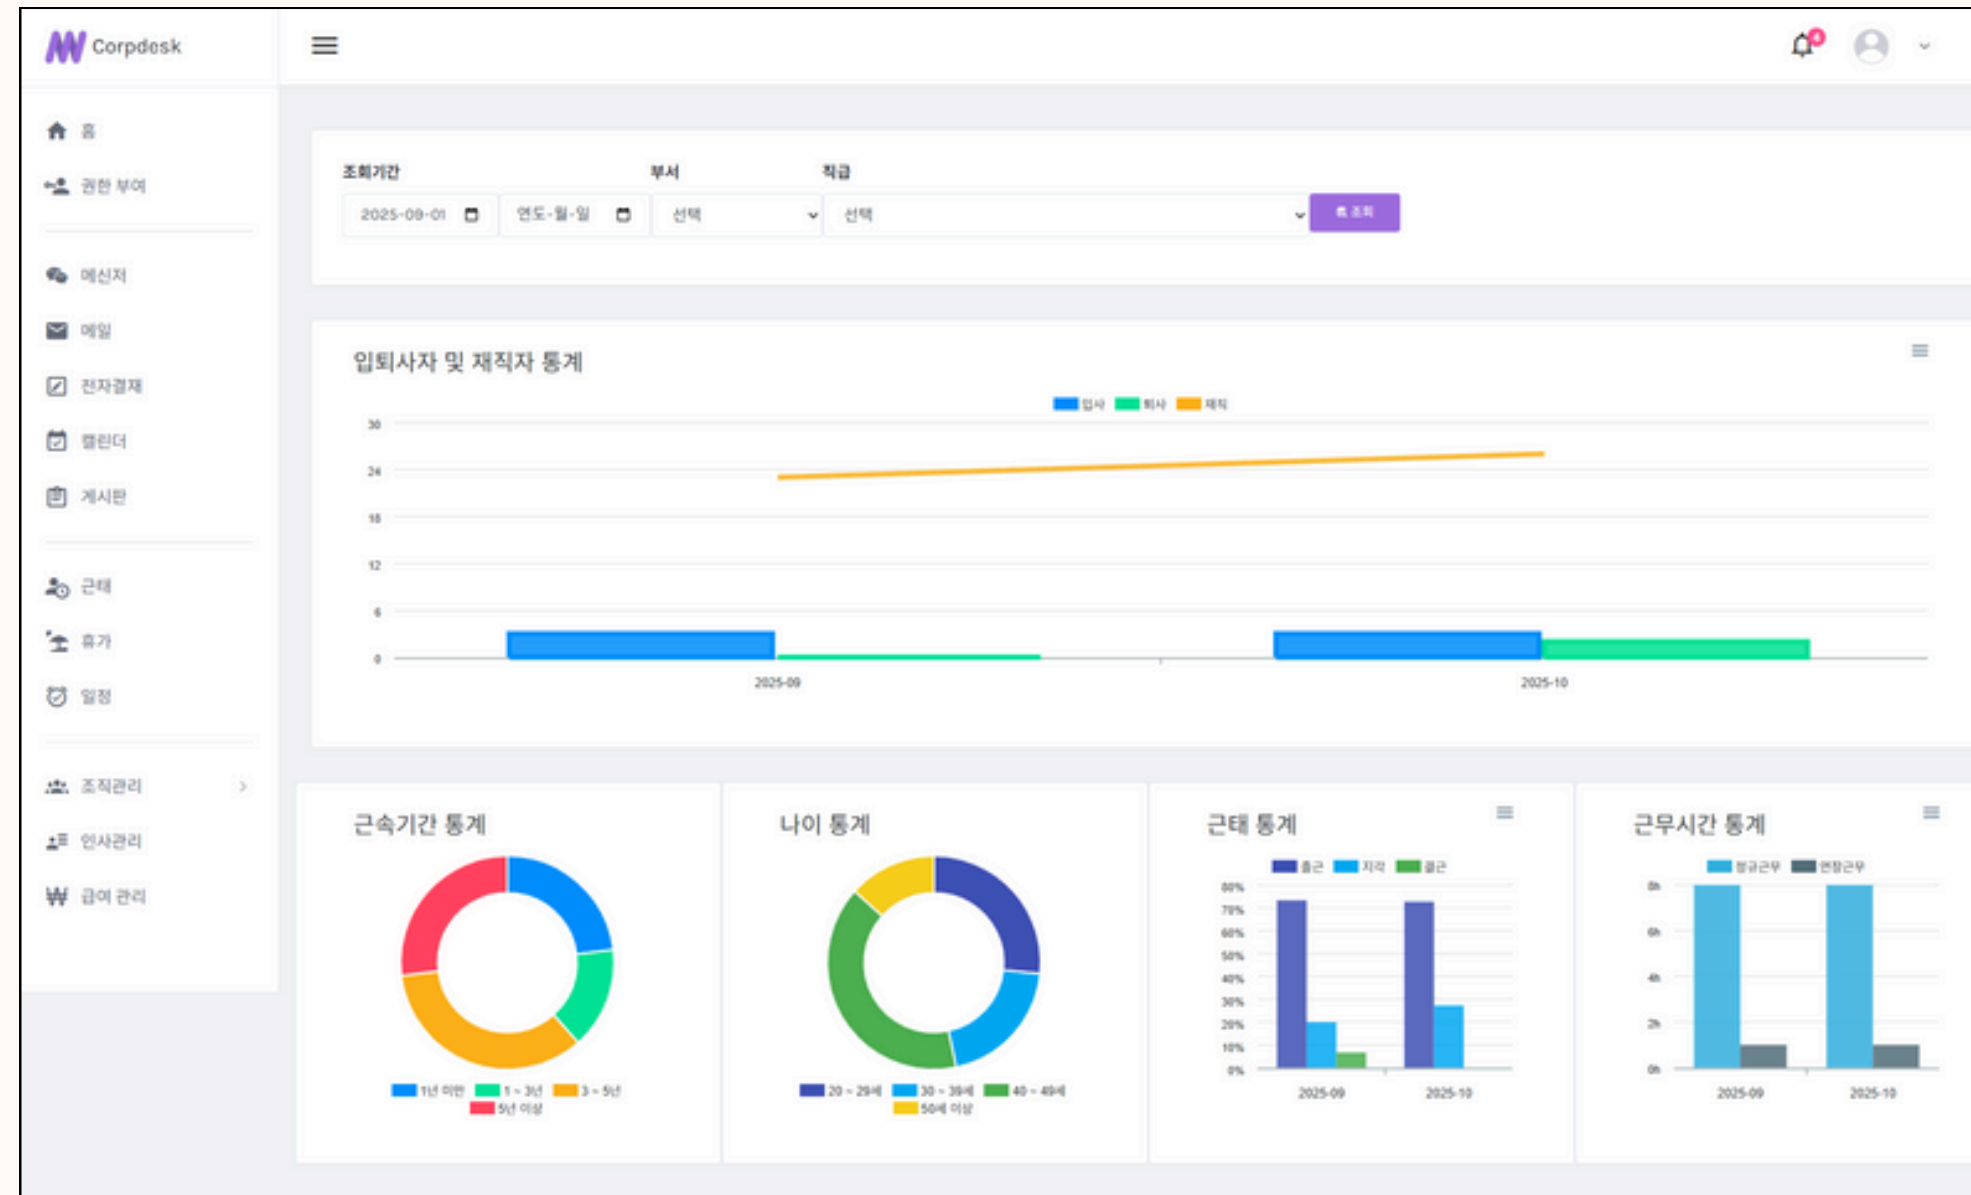 Corpdesk
4
홈
권한 부여
메신저
메일
전자결재
캘린더
게시판
근태
휴가
일정
조직관리
인사관리
급여 관리
조회기간 부서 직급
2025-09-01 연도-월-일 선택 선택 조회
입퇴사자 및 재직자 통계
입사 퇴사 재직
30
24
18
12
6
0
2025-09 2025-10
근속기간 통계
1년 미만 1 ~ 3년 3 ~ 5년
5년 이상
나이 통계
20 ~ 29세 30 ~ 39세 40 ~ 49세
50세 이상
근태 통계
출근 지각 결근
80%
70%
60%
50%
40%
30%
20%
10%
0%
2025-09 2025-10
근무시간 통계
정규근무 연장근무
8h
6h
4h
2h
0h
2025-09 2025-10